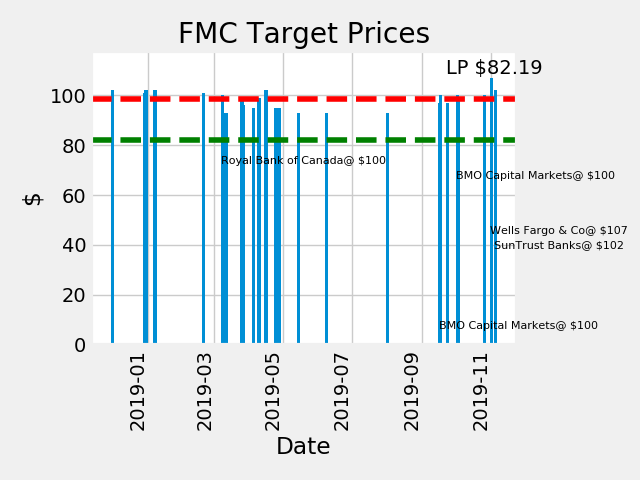 FMC Target Prices
LP $82.19
100
80
60
40
20
0
$
Royal Bank of Canada@ $100
BMO Capital Markets@ $100
Wells Fargo & Co@ $107
SunTrust Banks@ $102
BMO Capital Markets@ $100
2019-01
2019-03
2019-05
2019-07
2019-09
2019-11
Date